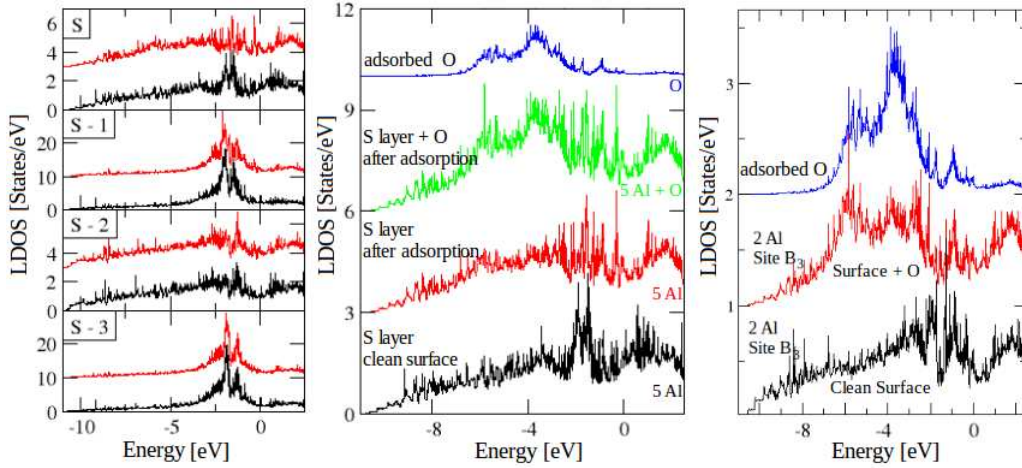 LDOS [States/eV]
6
4
2
0
S
20
10
0
S - 1
4
2
0
S - 2
20
10
0
S - 3
-10
-5
0
Energy [eV]
LDOS [States/eV]
12
9
6
3
0
adsorbed O
O
S layer + O
after adsorption
5 Al + O
S layer
after adsorption
5 Al
S layer
clean surface
5 Al
-8
-4
0
Energy [eV]
LDOS [States/eV]
3
2
1
adsorbed O
2 Al
Site B3
Surface + O
2 Al
Site B3
Clean Surface
-8
-4
0
Energy [eV]